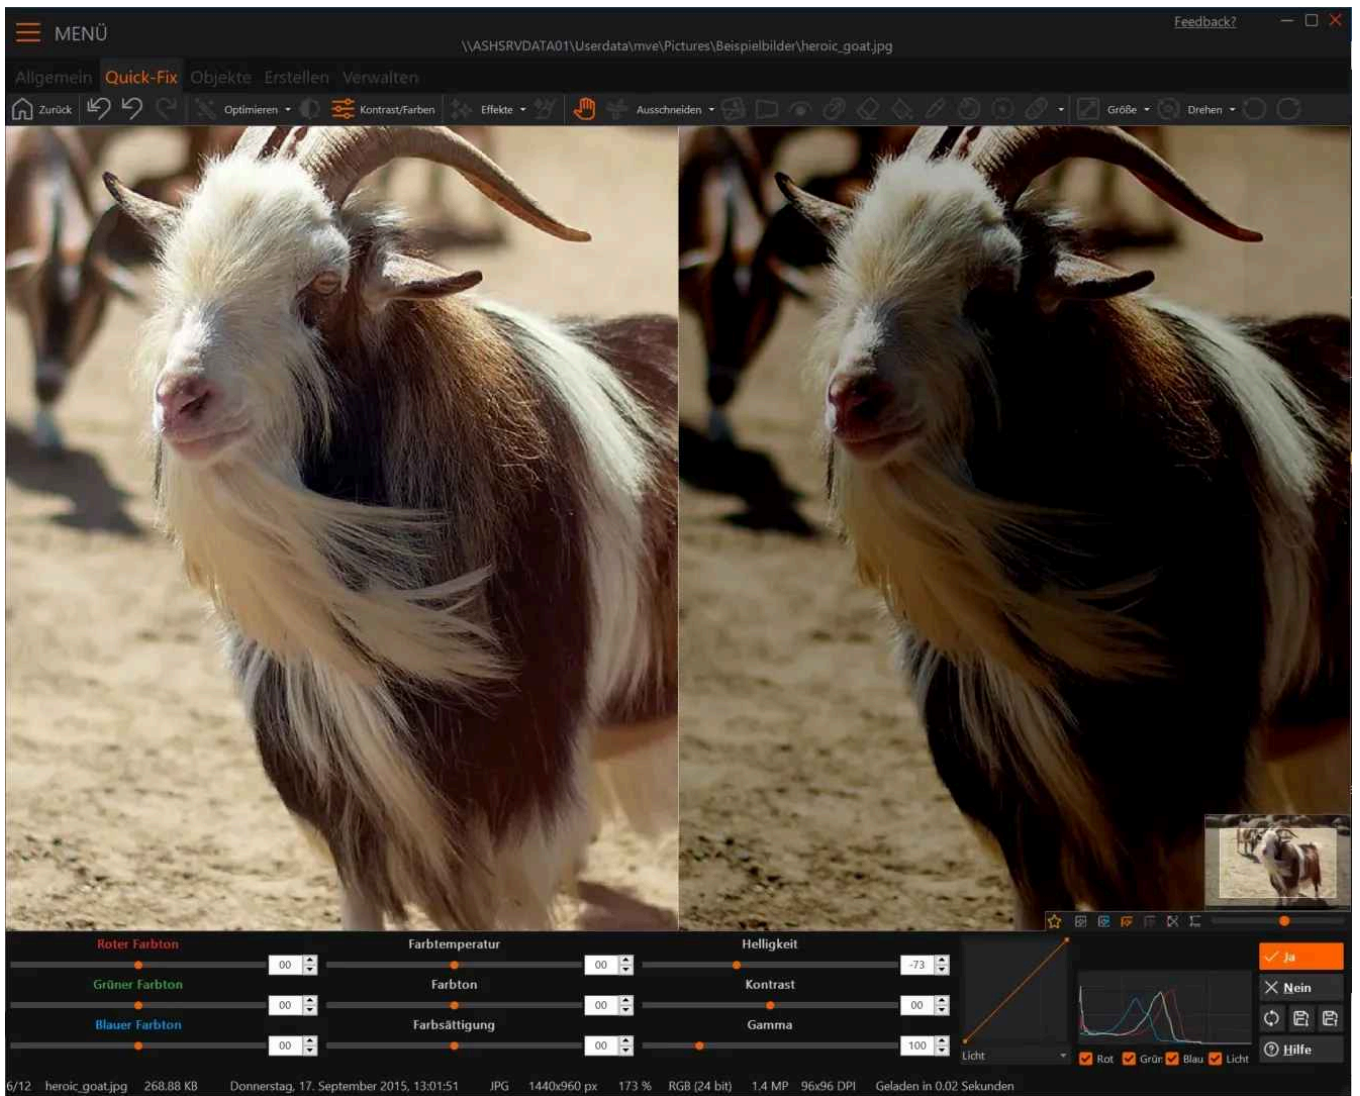 MENÜ
Feedback?
\\ASHSRVDATA01\Userdata\mve\Pictures\Beispielbilder\heroic_goat.jpg
Allgemein Quick-Fix Objekte Erstellen Verwalten
Zurück Optimieren Kontrast/Farben Effekte Ausschneiden Größe Drehen
Roter Farbton Farbtemperatur Helligkeit
00 00 -73
Ja
Grüner Farbton Farbton Kontrast
Nein
00 00 00
Blauer Farbton Farbsättigung Gamma
00 00 100
Licht
Rot Grün Blau Licht
Hilfe
6/12 heroic_goat.jpg 268.88 KB Donnerstag, 17. September 2015, 13:01:51 JPG 1440x960 px 173 % RGB (24 bit) 1.4 MP 96x96 DPI Geladen in 0.02 Sekunden